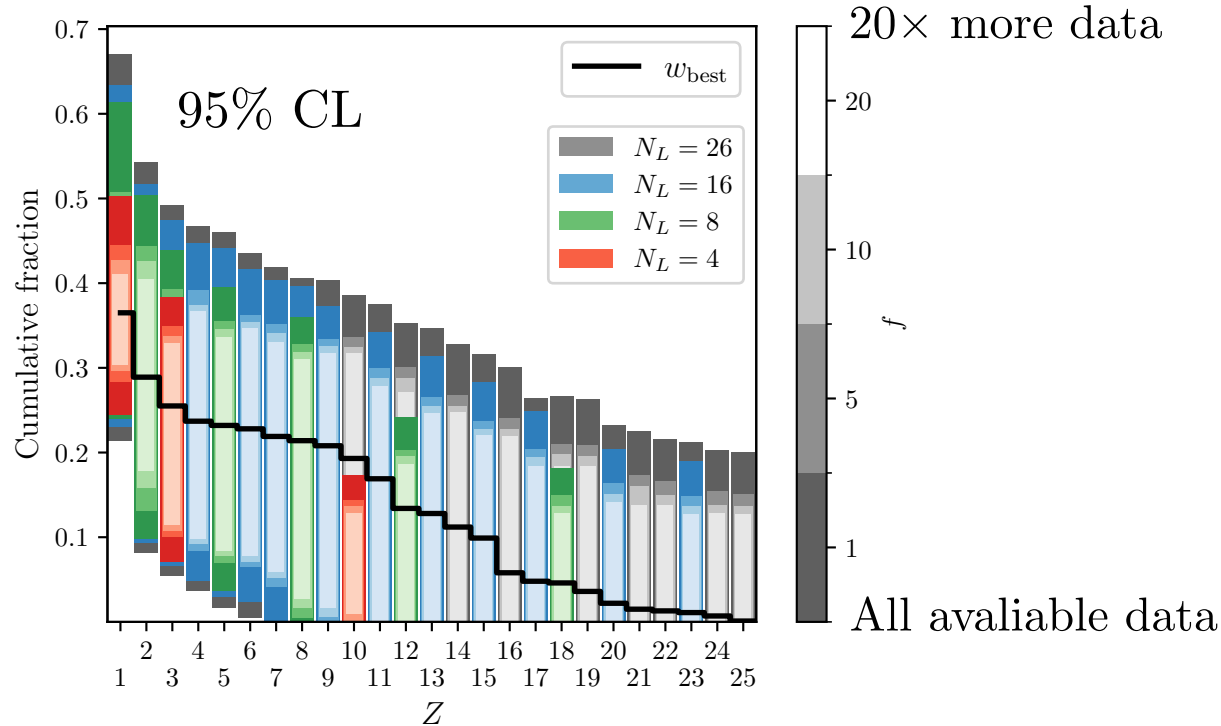 20× more data
0.7
0.6
0.5
0.4
0.3
0.2
0.1
Cumulative fraction
95% CL
w_best
N_L = 26
N_L = 16
N_L = 8
N_L = 4
2 4 6 8 10 12 14 16 18 20 22 24
1 3 5 7 9 11 13 15 17 19 21 23 25
Z
20
10
5
1
f
All avaliable data